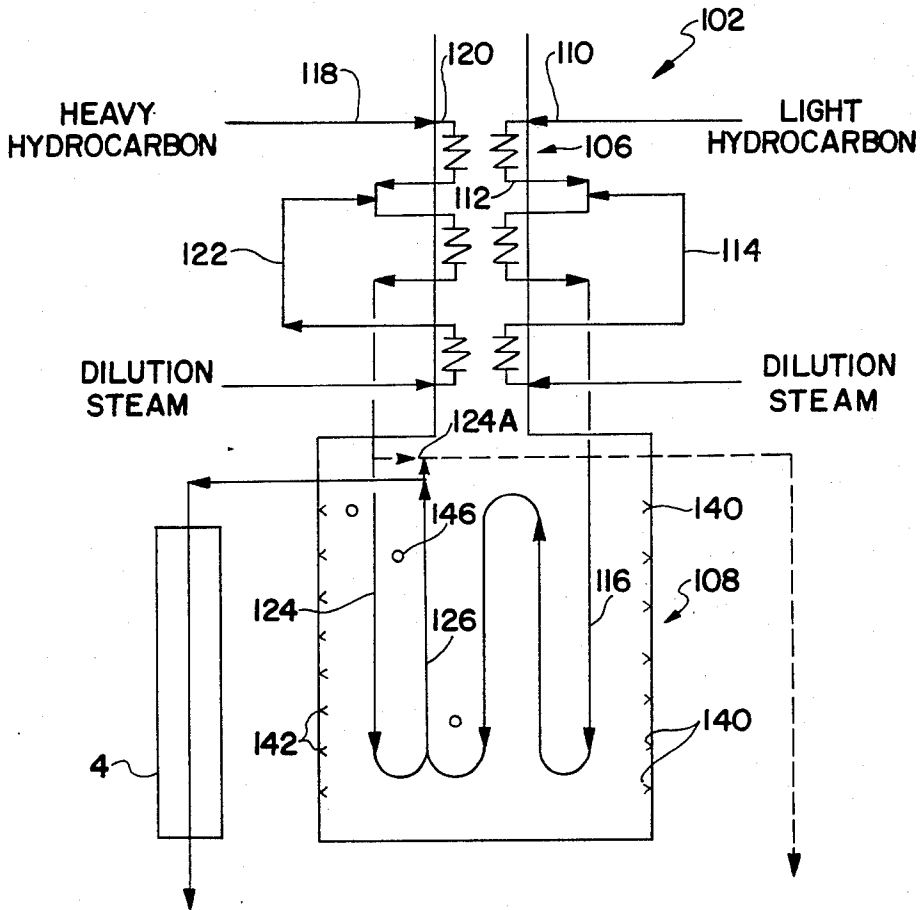 102
118
120
110
HEAVY
HYDROCARBON
LIGHT
HYDROCARBON
106
112
122
114
DILUTION
STEAM
DILUTION
STEAM
124A
146
140
124
126
116
108
142
140
4